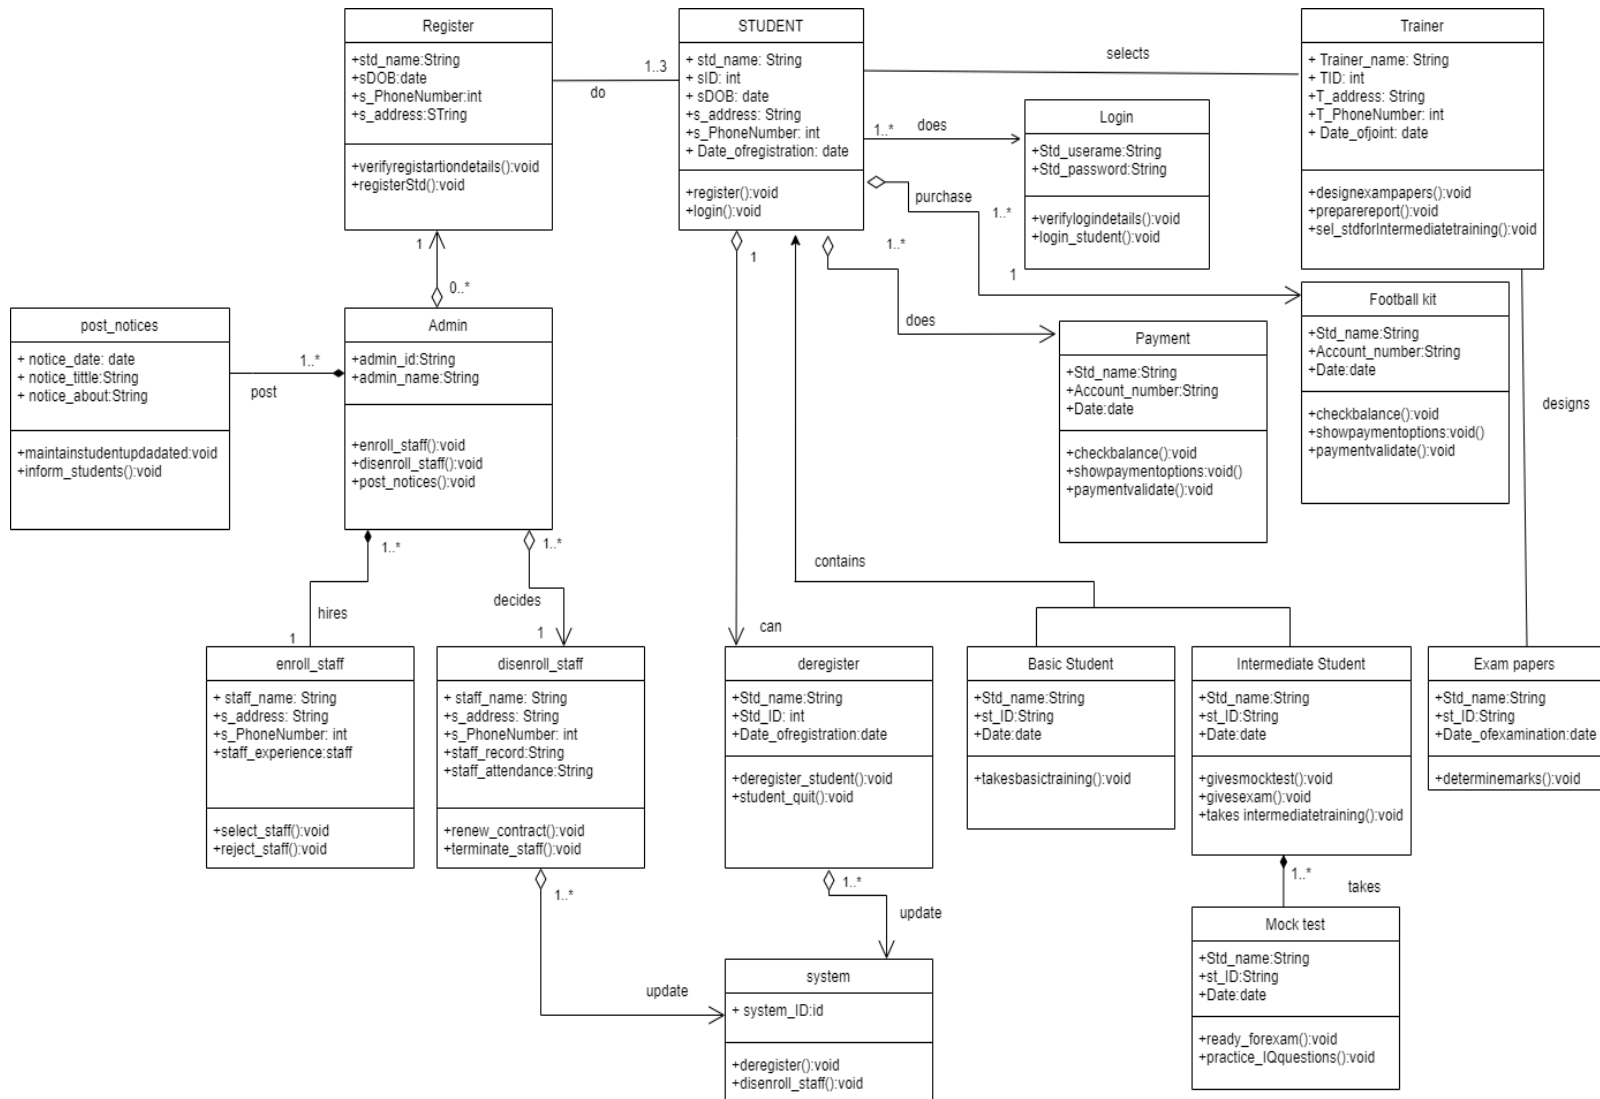 Register
+std_name:String
+sDOB:date
+s_PhoneNumber:int
+s_address:STring
+verifyregistartiondetails():void
+registerStd():void
1..3
do
STUDENT
+ std_name: String
+ sID: int
+ sDOB: date
+s_address: String
+s_PhoneNumber: int
+ Date_ofregistration: date
+register():void
+login():void
selects
Trainer
+ Trainer_name: String
+ TID: int
+T_address: String
+T_PhoneNumber: int
+ Date_ofjoint: date
+designexampapers():void
+preparereport():void
+sel_stdforIntermediatetraining():void
1..*
does
Login
+Std_userame:String
+Std_password:String
+verifylogindetails():void
+login_student():void
purchase
1..*
1
1
0..*
1
1..*
does
Football kit
+Std_name:String
+Account_number:String
+Date:date
+checkbalance():void
+showpaymentoptions:void()
+paymentvalidate():void
designs
post_notices
+ notice_date: date
+ notice_tittle:String
+ notice_about:String
+maintainstudentupdadated:void
+inform_students():void
1..*
post
Admin
+admin_id:String
+admin_name:String
+enroll_staff():void
+disenroll_staff():void
+post_notices():void
Payment
+Std_name:String
+Account_number:String
+Date:date
+checkbalance():void
+showpaymentoptions:void()
+paymentvalidate():void
1..*
1..*
contains
hires
decides
1
1
can
enroll_staff
+ staff_name: String
+s_address: String
+s_PhoneNumber: int
+staff_experience:staff
+select_staff():void
+reject_staff():void
disenroll_staff
+ staff_name: String
+s_address: String
+s_PhoneNumber: int
+staff_record:String
+staff_attendance:String
+renew_contract():void
+terminate_staff():void
deregister
+Std_name:String
+Std_ID: int
+Date_ofregistration:date
+deregister_student():void
+student_quit():void
Basic Student
+Std_name:String
+st_ID:String
+Date:date
+takesbasictraining():void
Intermediate Student
+Std_name:String
+st_ID:String
+Date:date
+givesmocktest():void
+givesexam():void
+takes intermediatetraining():void
Exam papers
+Std_name:String
+st_ID:String
+Date_ofexamination:date
+determinemarks():void
1..*
1..*
update
1..*
takes
update
system
+ system_ID:id
+deregister():void
+disenroll_staff():void
Mock test
+Std_name:String
+st_ID:String
+Date:date
+ready_forexam():void
+practice_IQquestions():void